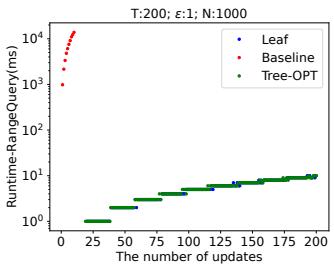 T:200; ε:1; N:1000
Runtime-RangeQuery(ms)
10⁴
10³
10²
10¹
10⁰
Leaf
Baseline
Tree-OPT
0 25 50 75 100 125 150 175 200
The number of updates